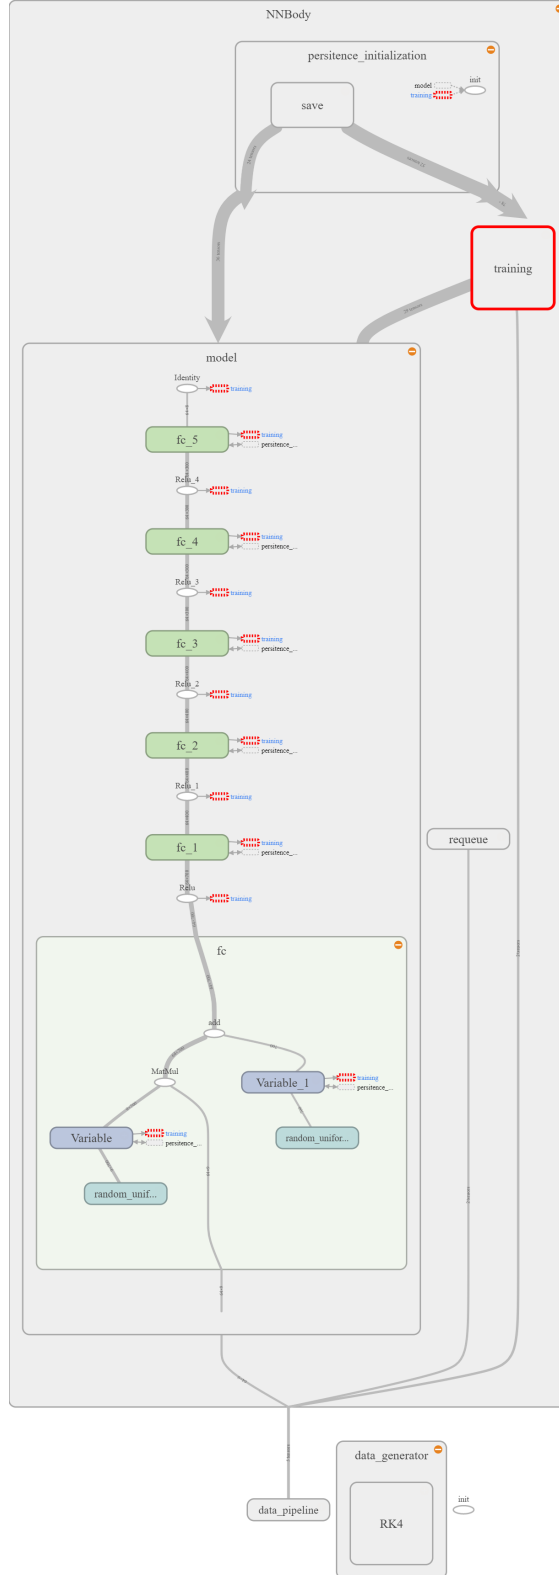 NNBody
persitence_initialization
init
model
training
save
training
model
Identity
training
fc_5
training
persitence_...
Relu_4
training
fc_4
training
persitence_...
Relu_3
training
fc_3
training
persitence_...
Relu_2
training
fc_2
training
persitence_...
Relu_1
training
fc_1
training
persitence_...
requeue
Relu
training
fc
add
MatMul
Variable_1
training
persitence_...
Variable
training
persitence_...
random_unifor...
random_unif...
data_generator
data_pipeline
init
RK4